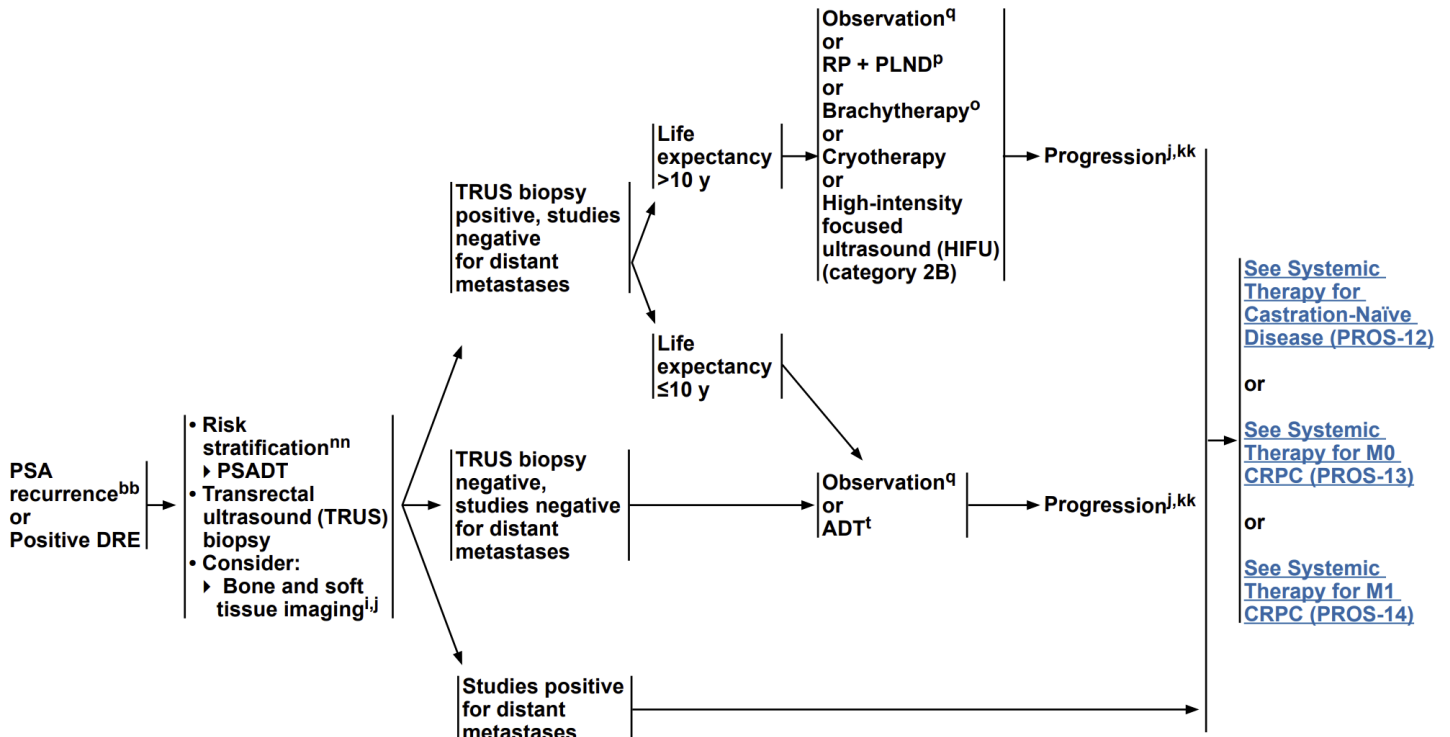 PSA
recurrencebb
or
Positive DRE
• Risk
stratificationnn
▸ PSADT
• Transrectal
ultrasound (TRUS)
biopsy
• Consider:
▸ Bone and soft
tissue imagingi,j
TRUS biopsy
positive, studies
negative
for distant
metastases
Life
expectancy
>10 y
Observationq
or
RP + PLNDp
or
Brachytherapyo
or
Cryotherapy
or
High-intensity
focused
ultrasound (HIFU)
(category 2B)
Progressionj,kk
Life
expectancy
≤10 y
TRUS biopsy
negative,
studies negative
for distant
metastases
Observationq
or
ADTt
Progressionj,kk
Studies positive
for distant
metastases
See Systemic
Therapy for
Castration-Naïve
Disease (PROS-12)
or
See Systemic
Therapy for M0
CRPC (PROS-13)
or
See Systemic
Therapy for M1
CRPC (PROS-14)